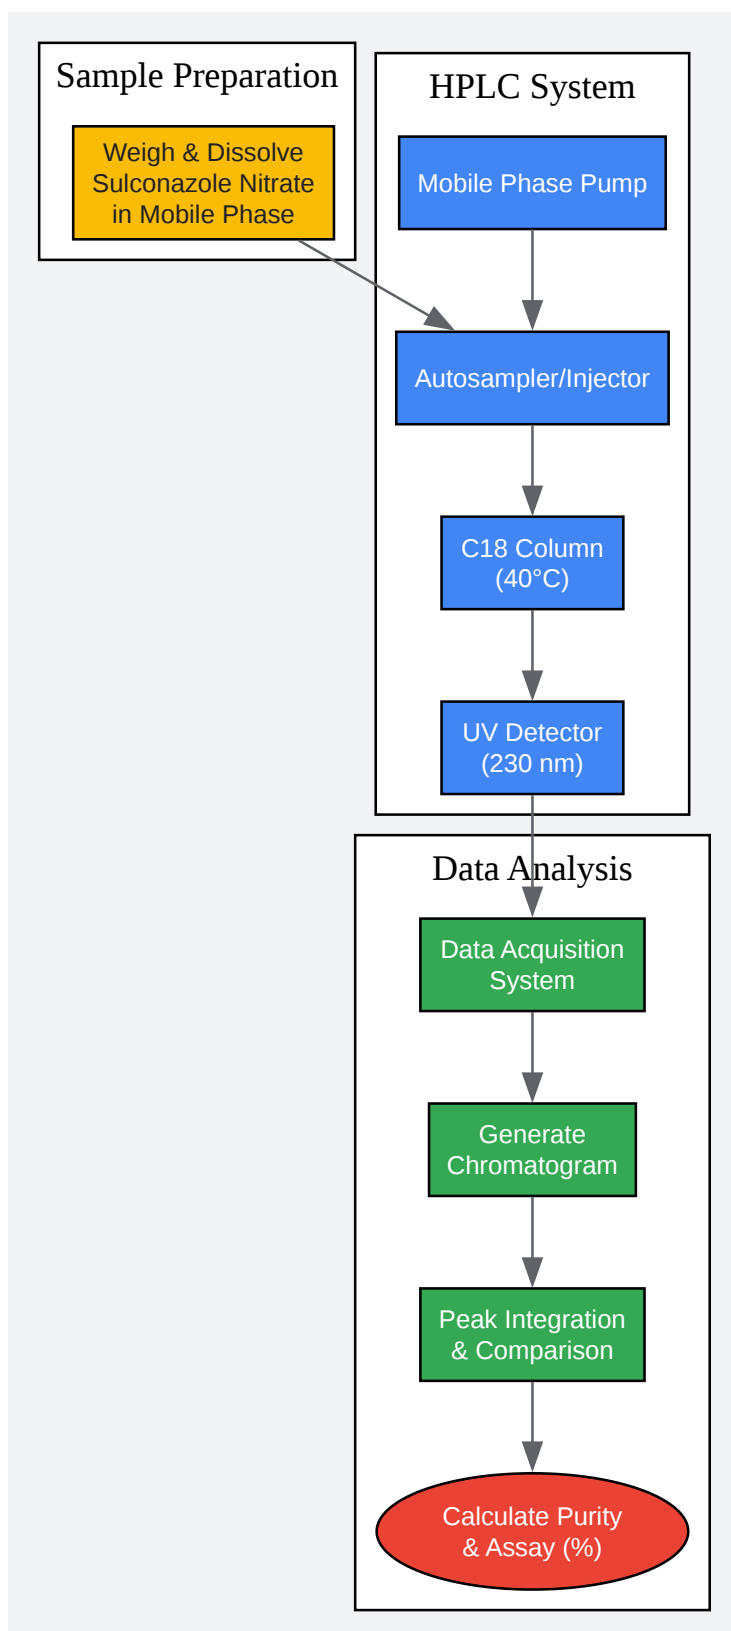 Sample Preparation
Weigh & Dissolve
Sulconazole Nitrate
in Mobile Phase
HPLC System
Mobile Phase Pump
Autosampler/Injector
C18 Column
(40°C)
UV Detector
(230 nm)
Data Analysis
Data Acquisition
System
Generate
Chromatogram
Peak Integration
& Comparison
Calculate Purity
& Assay (%)